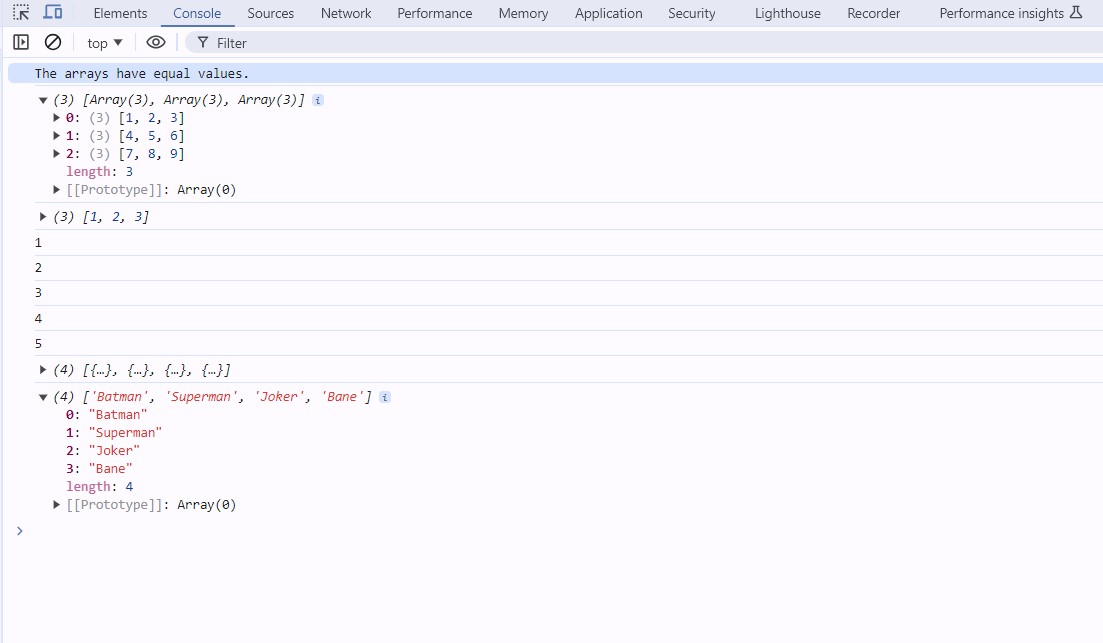 Elements Console Sources Network Performance Memory Application Security Lighthouse Recorder Performance insights
top Filter
The arrays have equal values.
(3) [Array(3), Array(3), Array(3)] i
0: (3) [1, 2, 3]
1: (3) [4, 5, 6]
2: (3) [7, 8, 9]
length: 3
[[Prototype]]: Array(0)
(3) [1, 2, 3]
1
2
3
4
5
(4) [{…}, {…}, {…}, {…}]
(4) ['Batman', 'Superman', 'Joker', 'Bane'] i
0: "Batman"
1: "Superman"
2: "Joker"
3: "Bane"
length: 4
[[Prototype]]: Array(0)